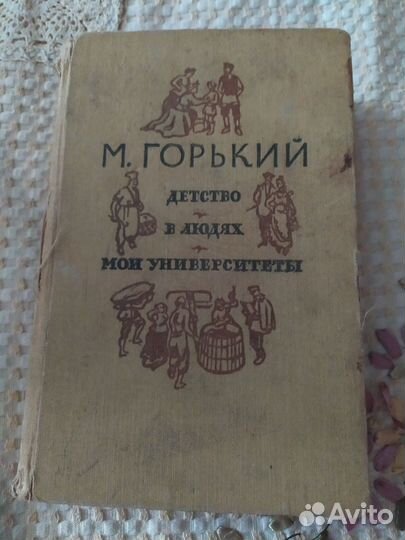 М. ГОРЬКИЙ
ДЕТСТВО
В ЛЮДЯХ
МОИ УНИВЕРСИТЕТЫ
Avito